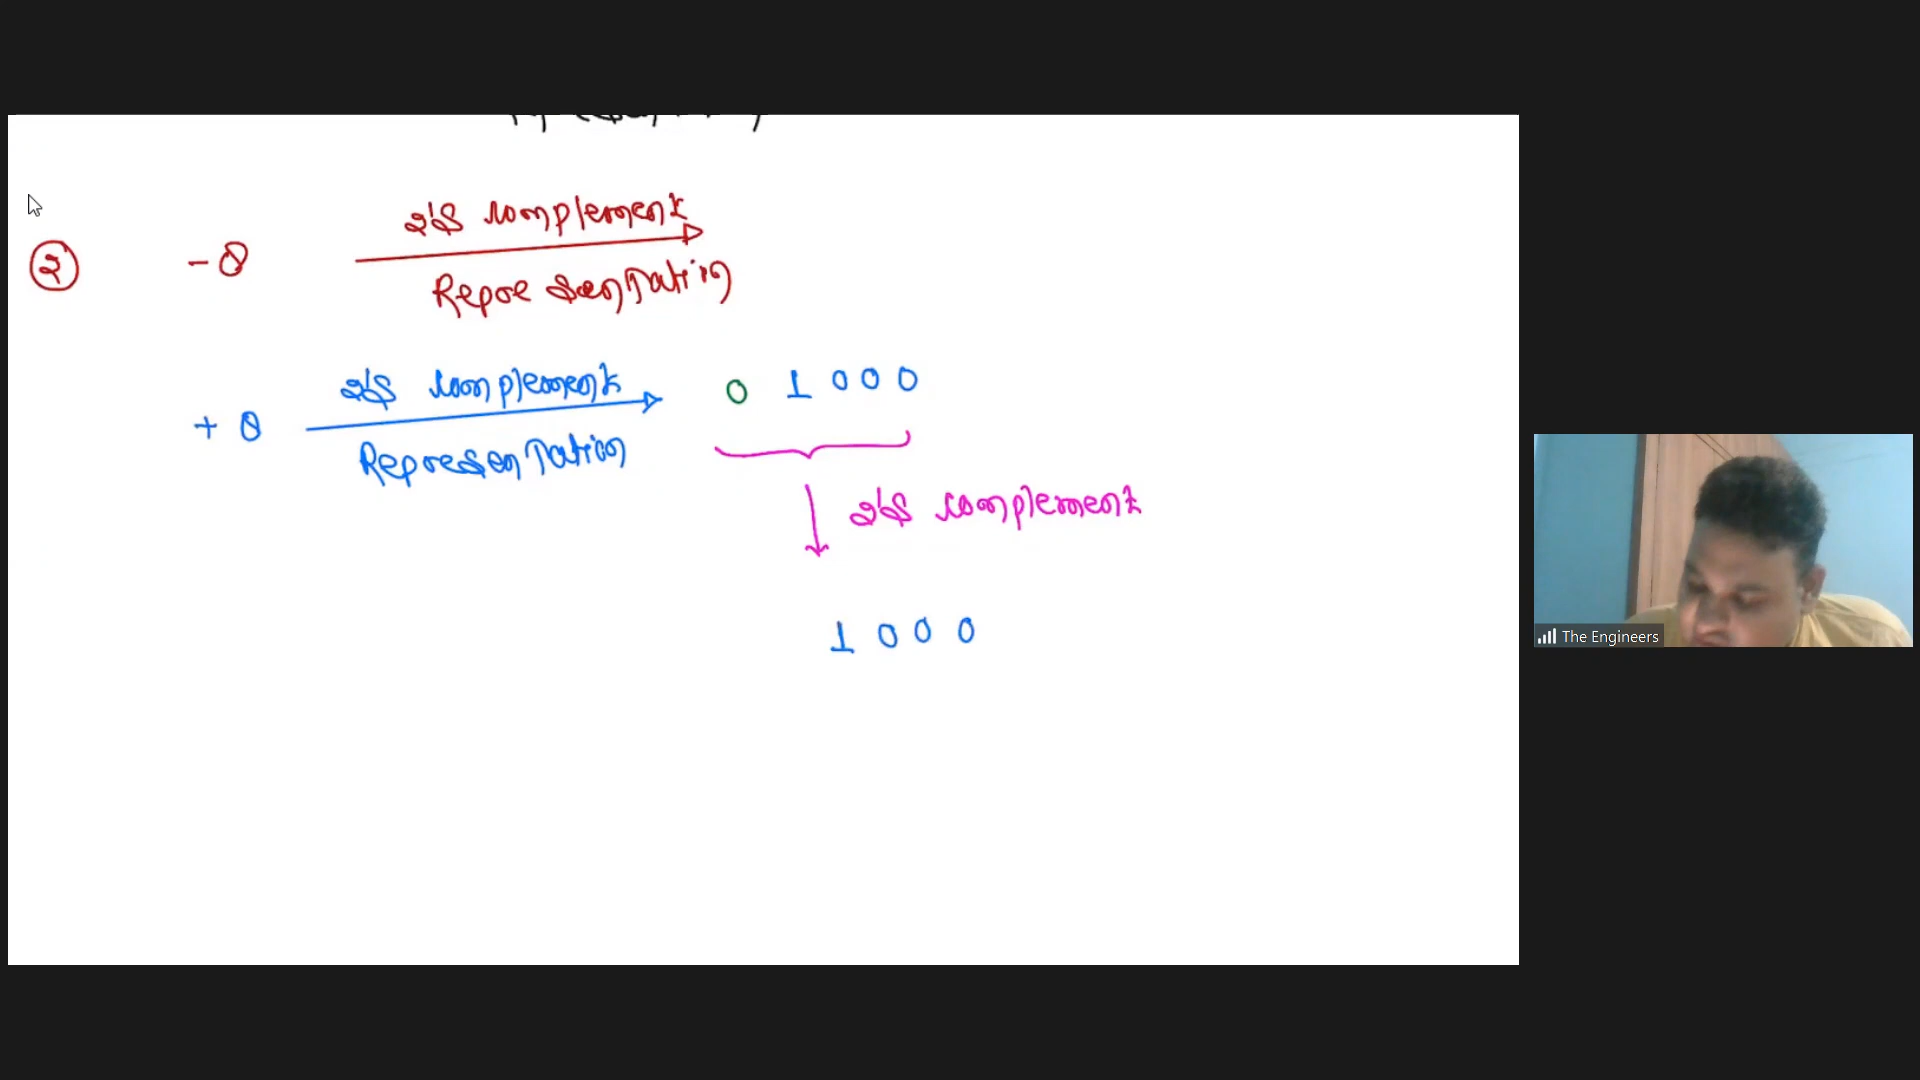 ② -8 2's complement
Representation
+8 2's complement 0 1 0 0 0
Representation
2's complement
1 0 0 0
The Engineers